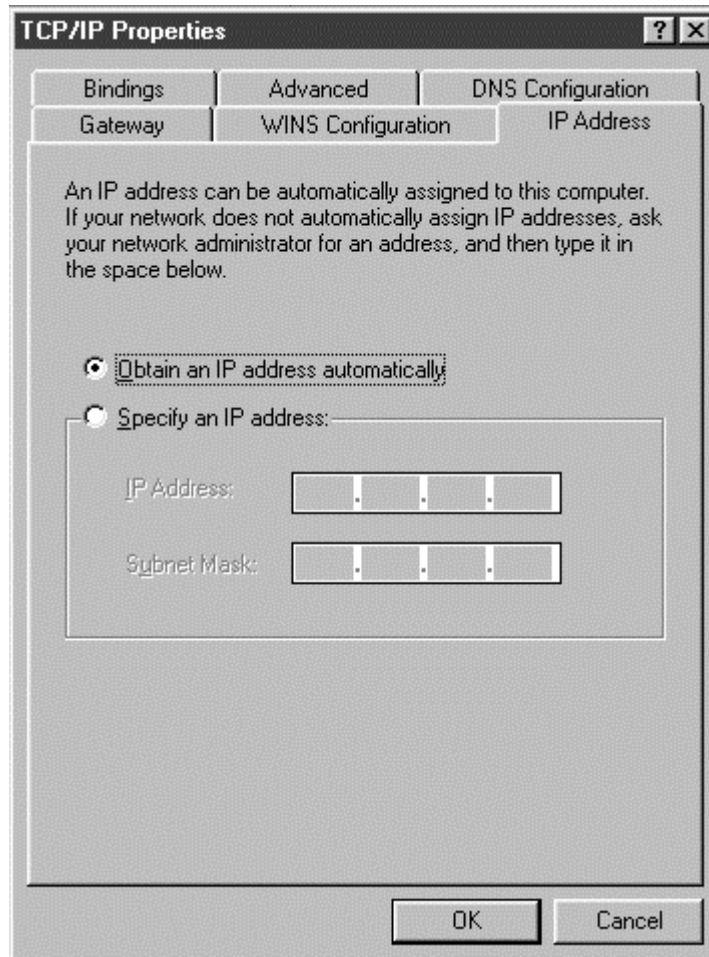 TCP/IP Properties
Bindings Advanced DNS Configuration
Gateway WINS Configuration IP Address
An IP address can be automatically assigned to this computer.
If your network does not automatically assign IP addresses, ask
your network administrator for an address, and then type it in
the space below.
Obtain an IP address automatically
Specify an IP address:
IP Address:
. . .
Subnet Mask:
. . .
OK Cancel